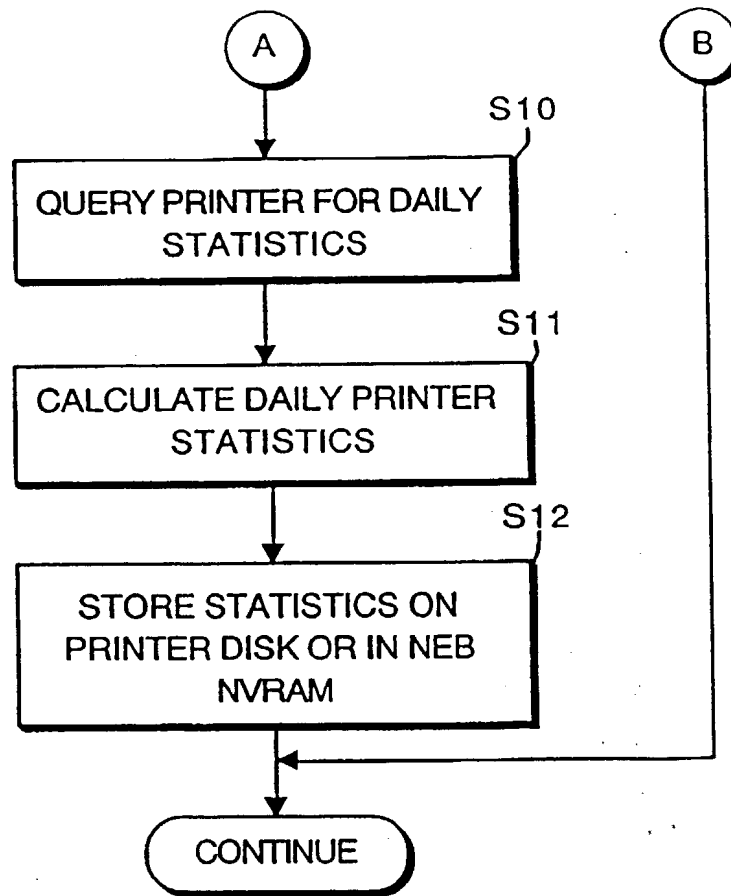 A
B
S10
QUERY PRINTER FOR DAILY
STATISTICS
S11
CALCULATE DAILY PRINTER
STATISTICS
S12
STORE STATISTICS ON
PRINTER DISK OR IN NEB
NVRAM
CONTINUE